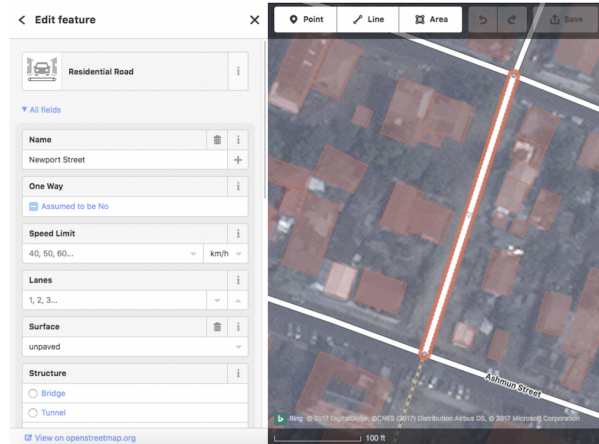 Edit feature
Point
Line
Area
Save
Residential Road
All fields
Name
Newport Street
One Way
Assumed to be No
Speed Limit
40, 50, 60...
km/h
Lanes
1, 2, 3...
Surface
unpaved
Structure
Bridge
Tunnel
View on openstreetmap.org
Ashmun Street
Bing © 2017 DigitalGlobe, ©CNES (2017) Distribution Airbus DS, © 2017 Microsoft Corporation
100 ft